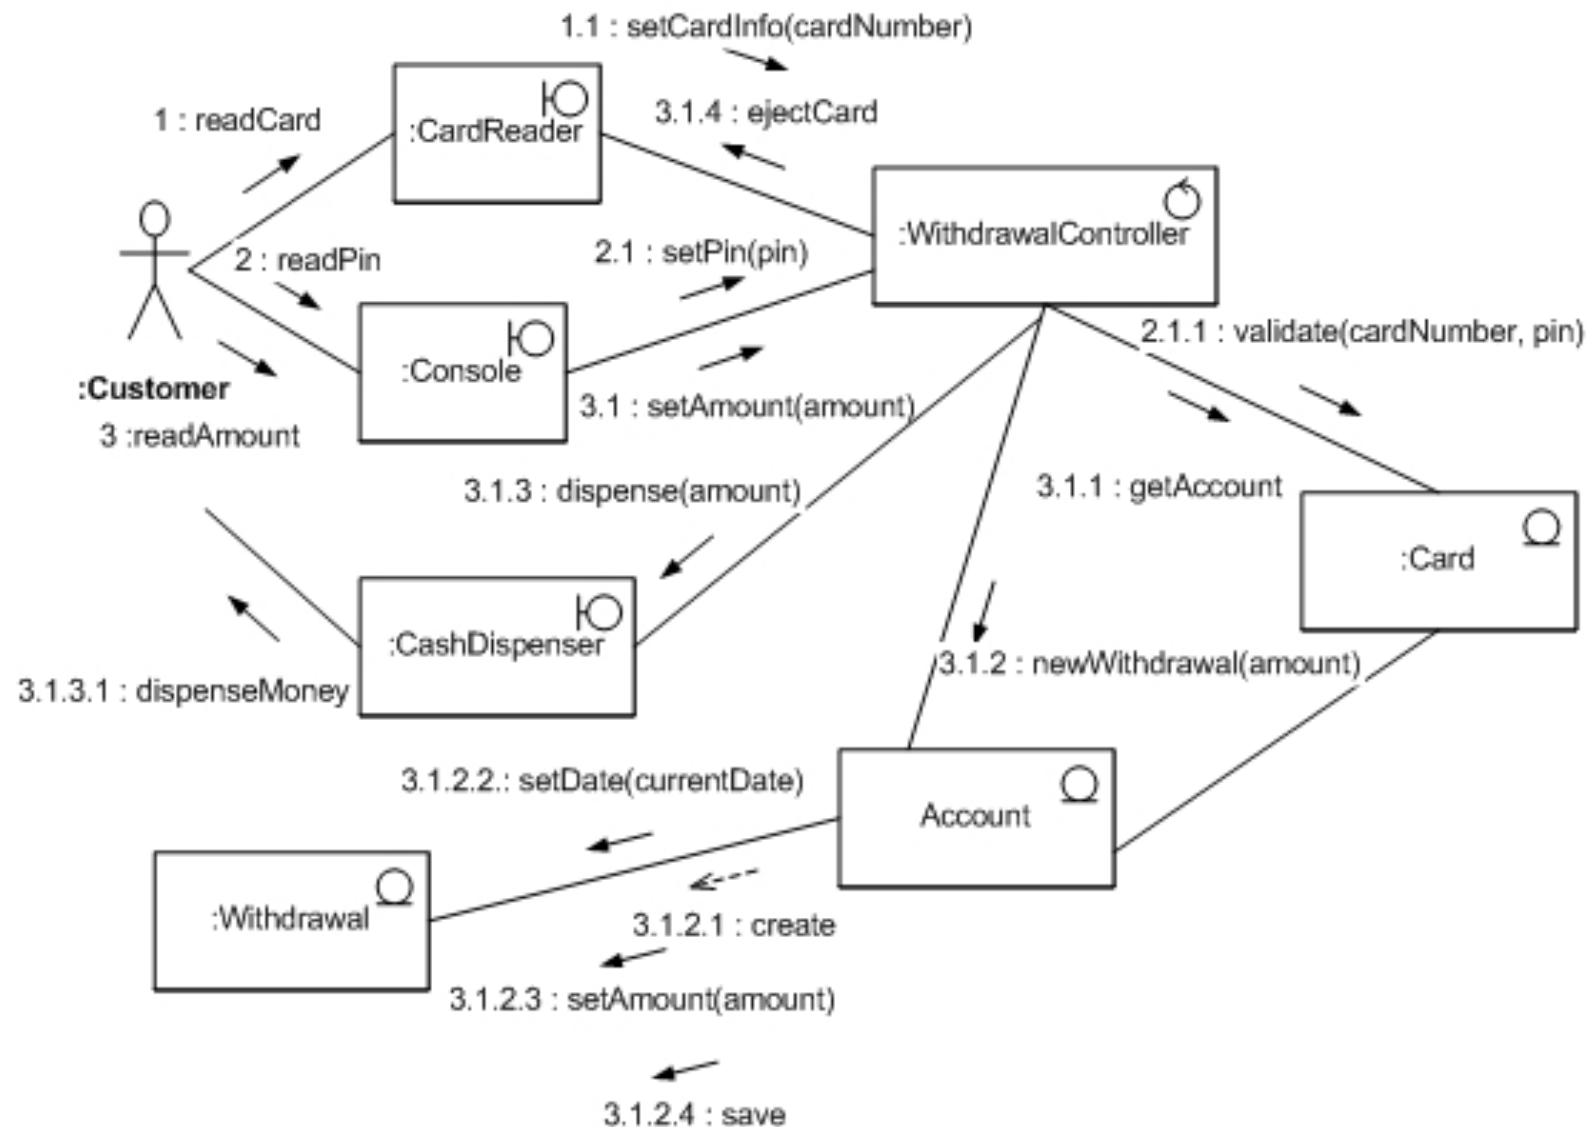 1.1 : setCardInfo(cardNumber)
3.1.4 : ejectCard
1 : readCard
:CardReader
:WithdrawalController
2 : readPin
2.1 : setPin(pin)
2.1.1 : validate(cardNumber, pin)
:Console
:Customer
3.1 : setAmount(amount)
3 :readAmount
3.1.3 : dispense(amount)
3.1.1 : getAccount
:Card
:CashDispenser
3.1.2 : newWithdrawal(amount)
3.1.3.1 : dispenseMoney
3.1.2.2.: setDate(currentDate)
Account
:Withdrawal
3.1.2.1 : create
3.1.2.3 : setAmount(amount)
3.1.2.4 : save